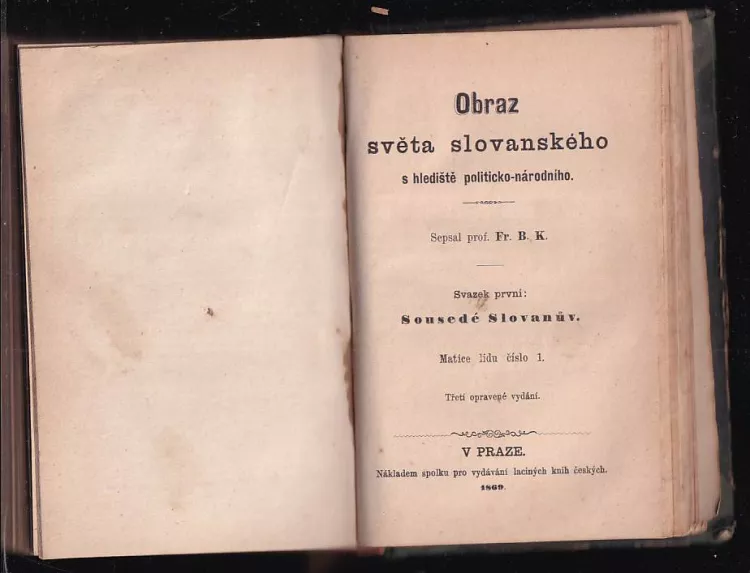 Obraz
světa slovanského
s hlediště politicko-národního.
Sepsal prof. Fr. B. K.
Svazek první:
Sousedé Slovanův.
Matice lidu číslo 1.
Třetí opravené vydání.
V PRAZE.
Nákladem spolku pro vydávání laciných knih českých.
1869.